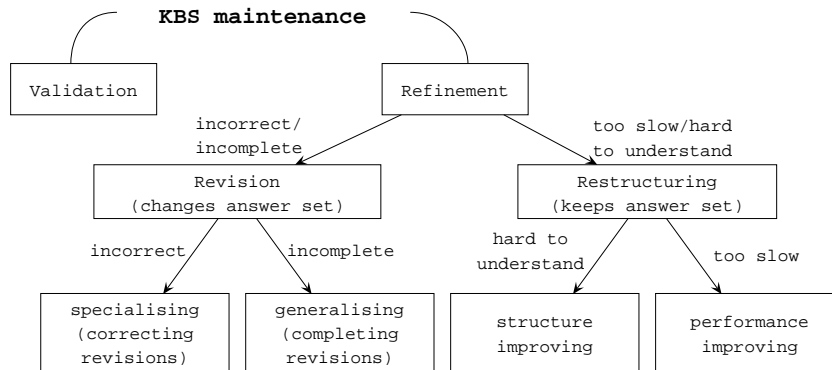 KBS maintenance
Validation
Refinement
incorrect/
incomplete
too slow/hard
to understand
Revision
(changes answer set)
Restructuring
(keeps answer set)
incorrect
incomplete
hard to
understand
too slow
specialising
(correcting
revisions)
generalising
(completing
revisions)
structure
improving
performance
improving